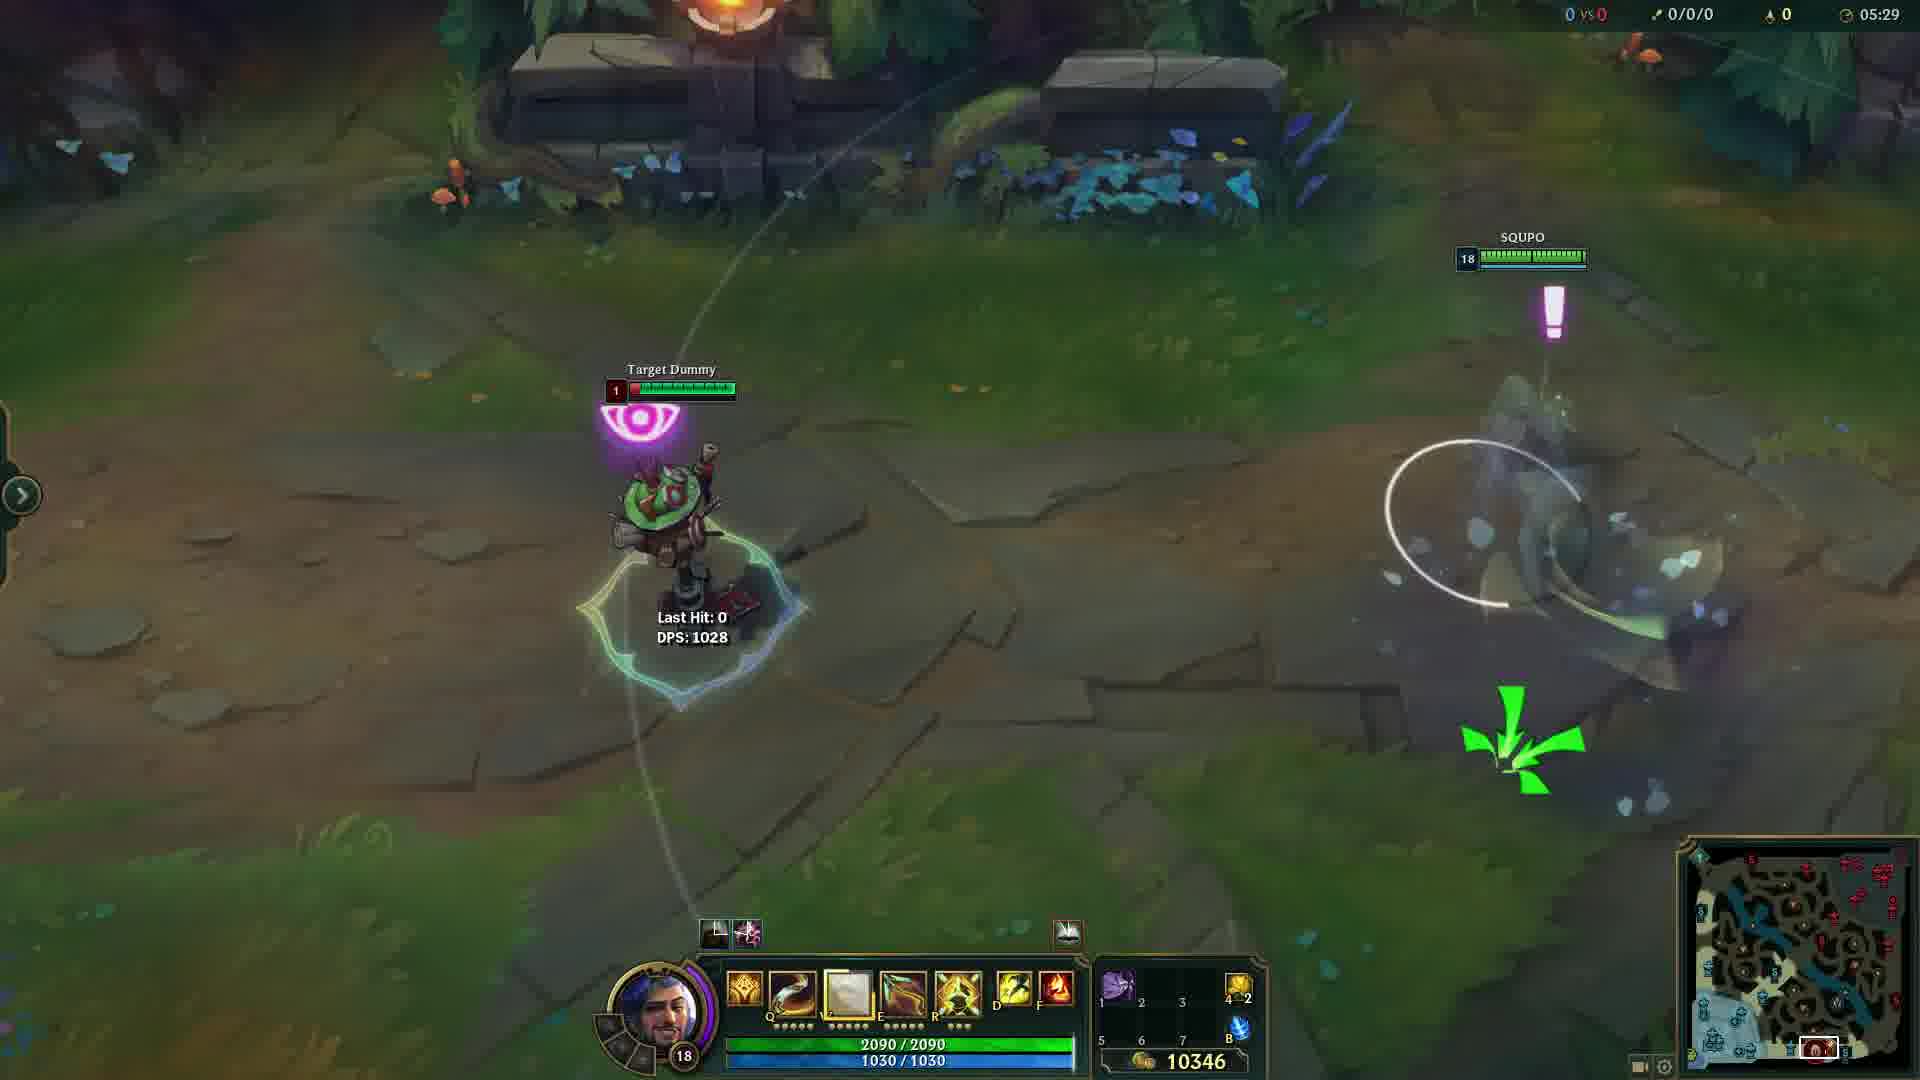 0 vs 0 0/0/0 0 05:29
SQUPO
18
Target Dummy
1
Last Hit: 0
DPS: 1028
Q W E R D F
18
2090 / 2090
1030 / 1030
1 2 3 4 2
5 6 7 B
10346